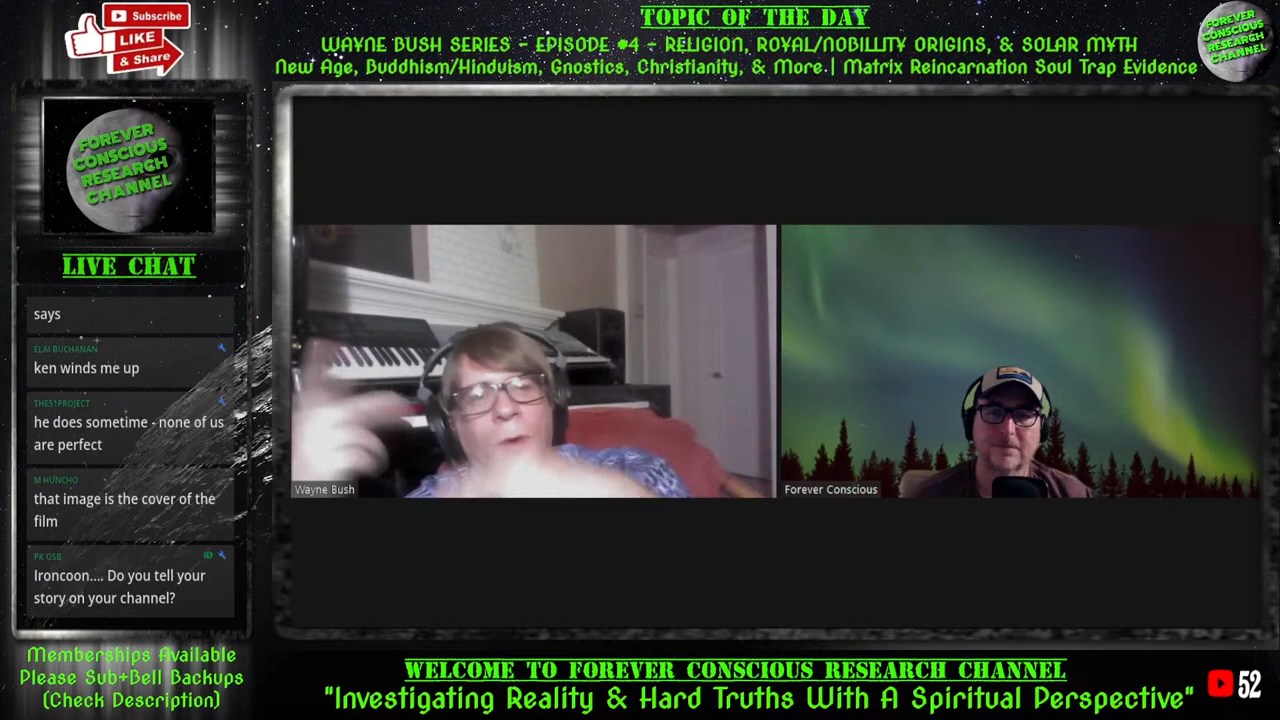 Subscribe
LIKE
& Share
TOPIC OF THE DAY
WAYNE BUSH SERIES - EPISODE #4 - RELIGION, ROYAL/NOBILLITY ORIGINS, & SOLAR MYTH
New Age, Buddhism/Hinduism, Gnostics, Christianity, & More | Matrix Reincarnation Soul Trap Evidence
FOREVER
CONSCIOUS
RESEARCH
CHANNEL
FOREVER
CONSCIOUS
RESEARCH
CHANNEL
LIVE CHAT
says
ELAI BUCHANAN
ken winds me up
THE51PROJECT
he does sometime - none of us
are perfect
M HUNCHO
that image is the cover of the
film
PK OSB
Ironcoon.... Do you tell your
story on your channel?
Wayne Bush
Forever Conscious
Memberships Available
Please Sub+Bell Backups
(Check Description)
WELCOME TO FOREVER CONSCIOUS RESEARCH CHANNEL
"Investigating Reality & Hard Truths With A Spiritual Perspective"
52